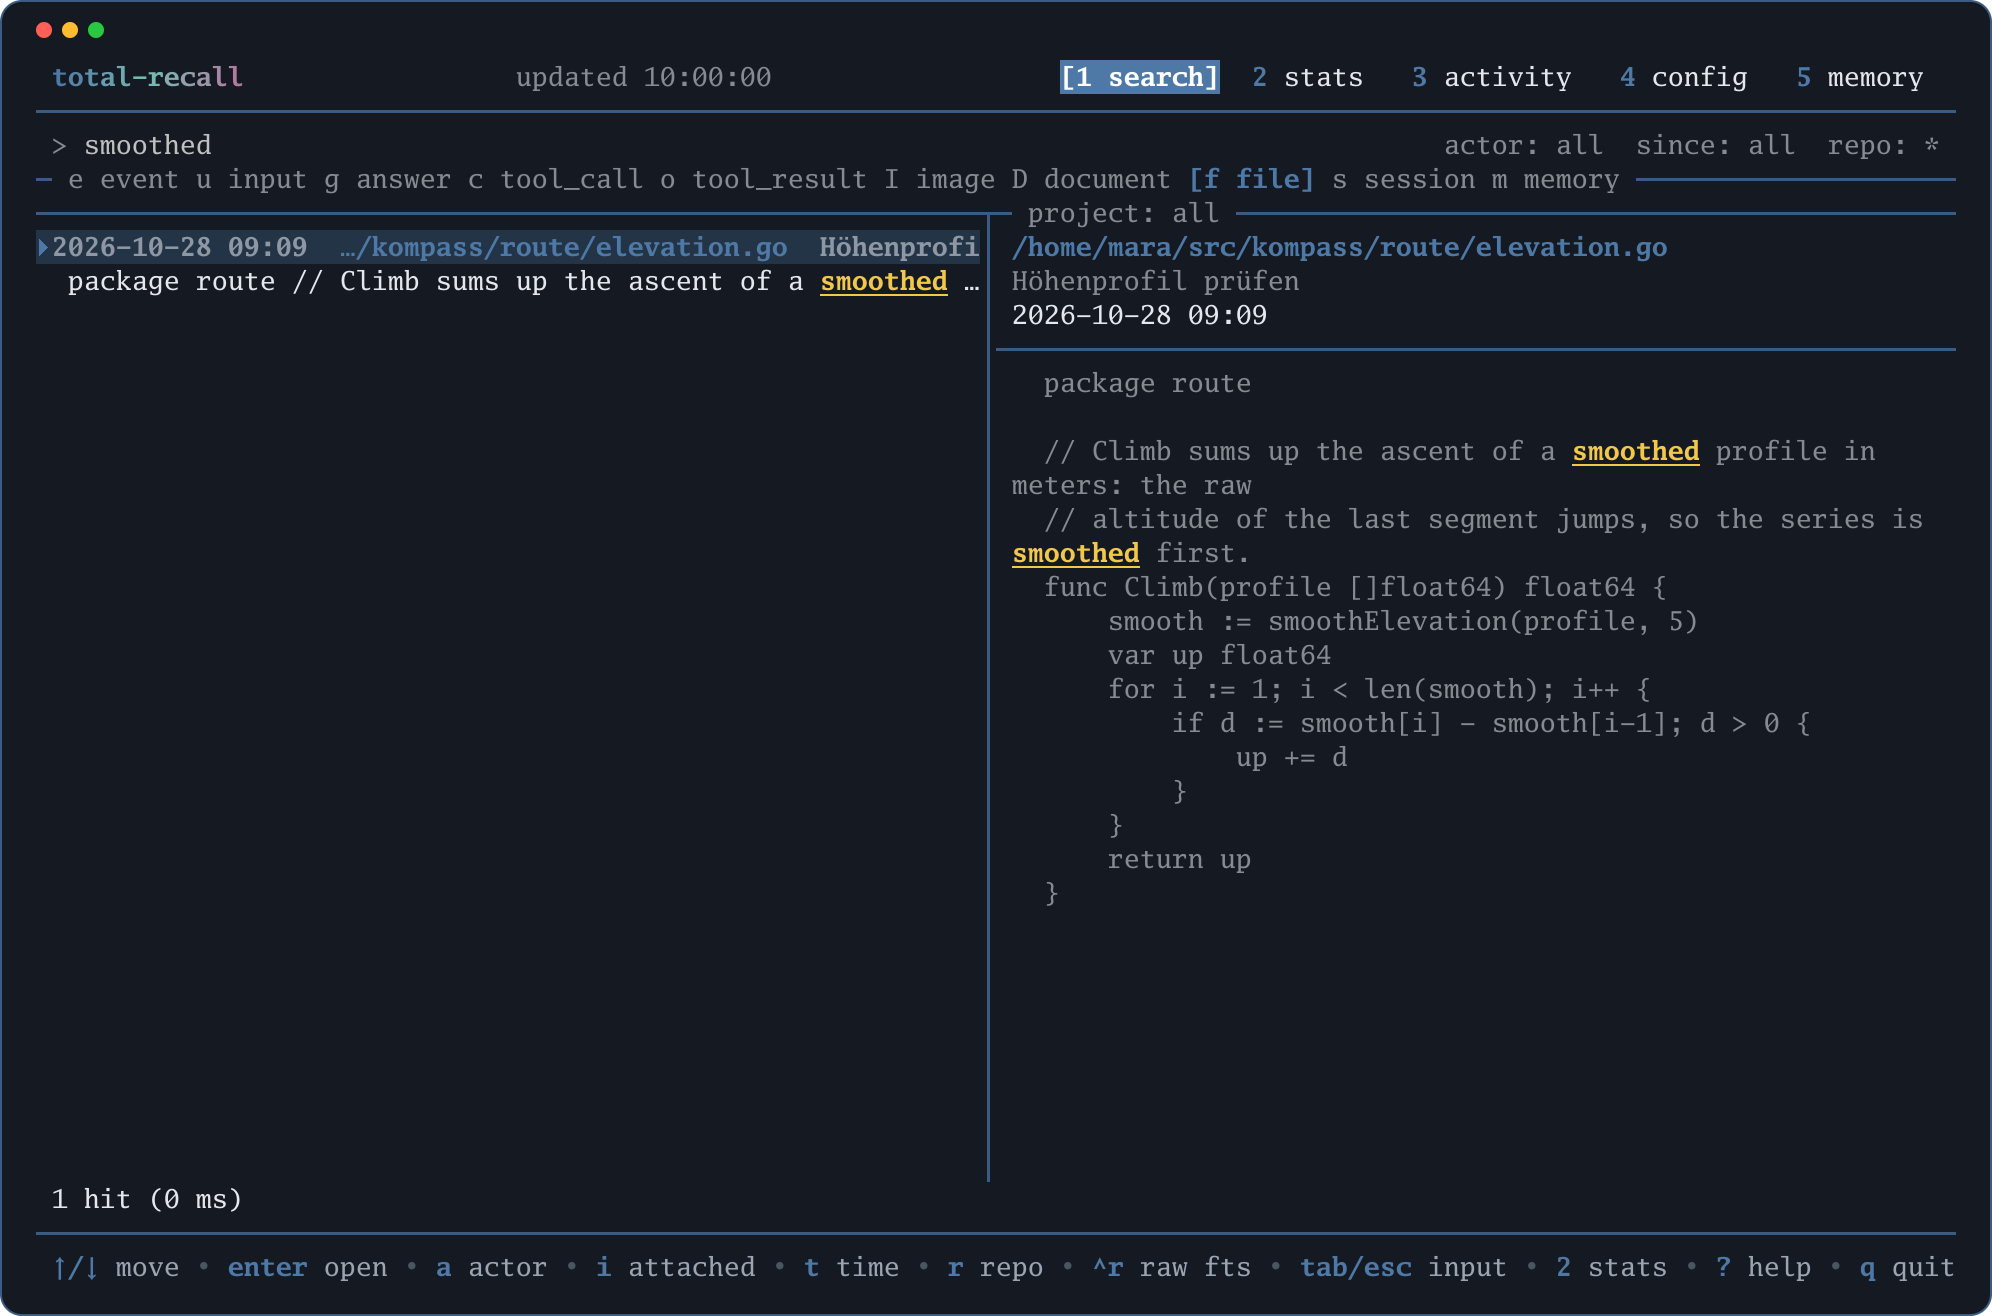 total-recall updated 10:00:00 [1 search] 2 stats 3 activity 4 config 5 memory
> smoothed actor: all since: all repo: *
e event u input g answer c tool_call o tool_result I image D document [f file] s session m memory
project: all
2026-10-28 09:09 …/kompass/route/elevation.go Höhenprofi
package route // Climb sums up the ascent of a smoothed …
/home/mara/src/kompass/route/elevation.go
Höhenprofil prüfen
2026-10-28 09:09
package route
// Climb sums up the ascent of a smoothed profile in
meters: the raw
// altitude of the last segment jumps, so the series is
smoothed first.
func Climb(profile []float64) float64 {
smooth := smoothElevation(profile, 5)
var up float64
for i := 1; i < len(smooth); i++ {
if d := smooth[i] - smooth[i-1]; d > 0 {
up += d
}
}
return up
}
1 hit (0 ms)
↑/↓ move • enter open • a actor • i attached • t time • r repo • ^r raw fts • tab/esc input • 2 stats • ? help • q quit